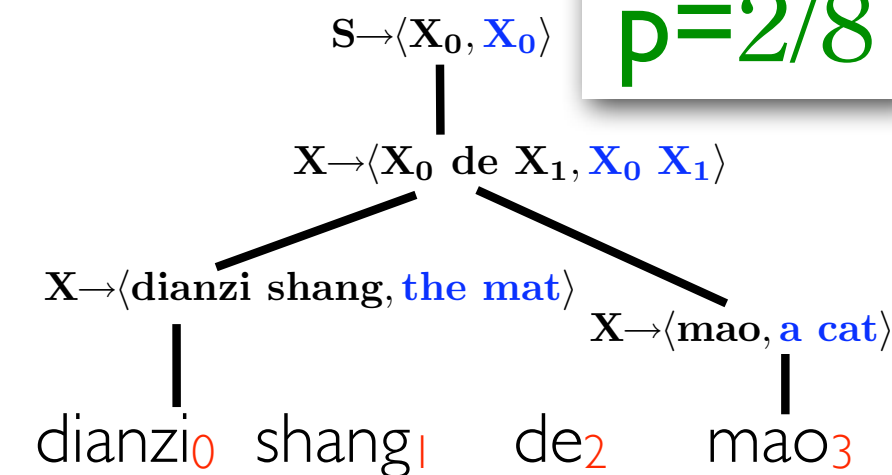 S→⟨X₀, X₀⟩
p=2/8
X→⟨X₀ de X₁, X₀ X₁⟩
X→⟨dianzi shang, the mat⟩
X→⟨mao, a cat⟩
dianzi₀ shang₁ de₂ mao₃